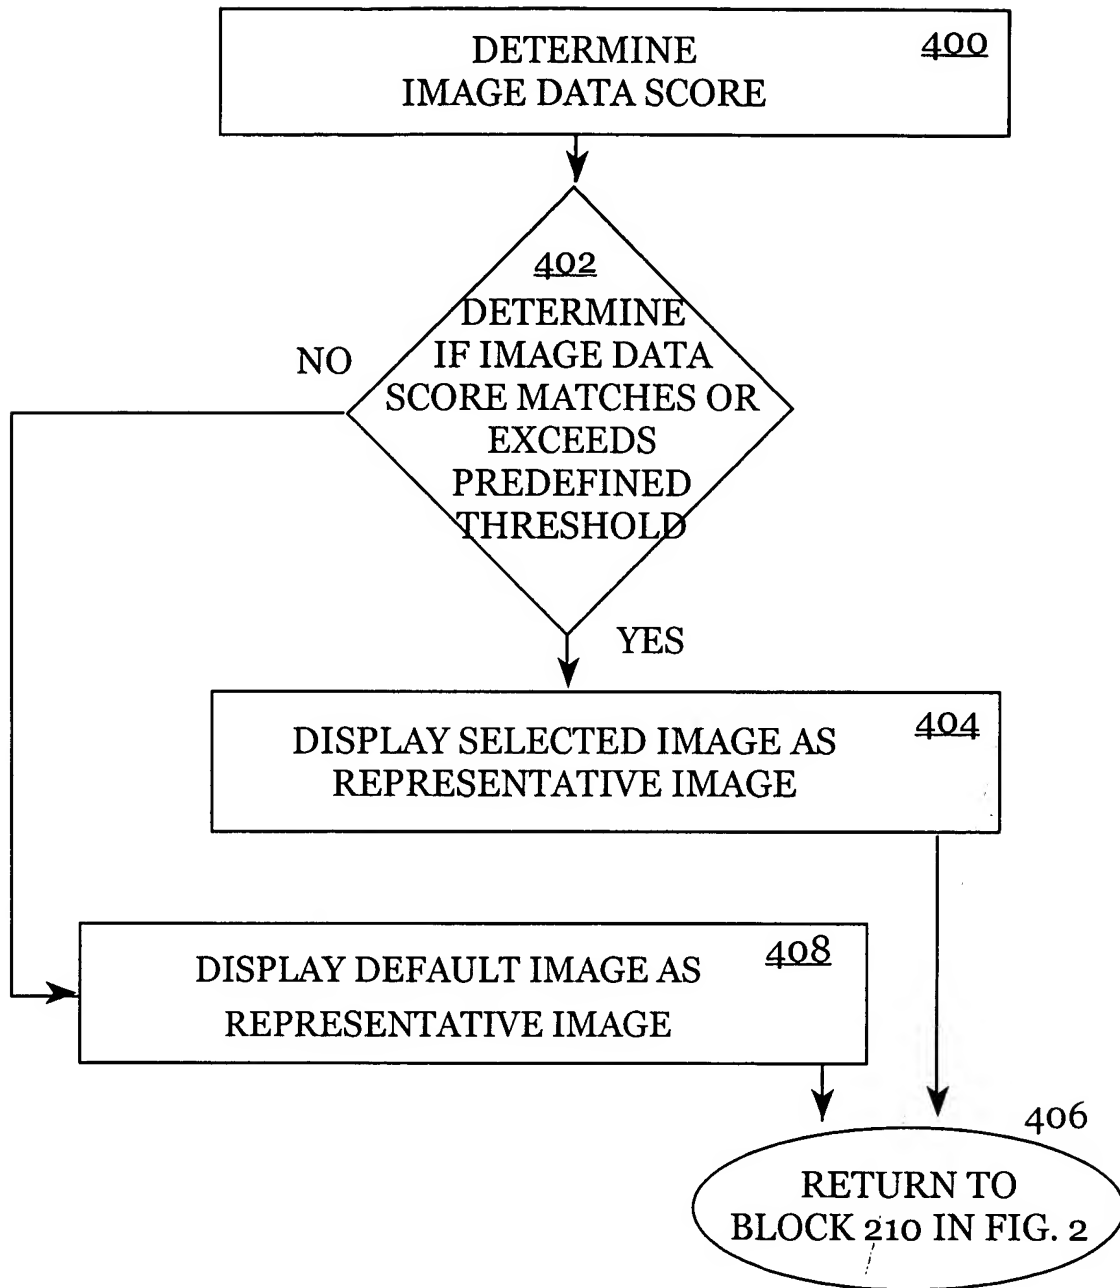 400
DETERMINE
IMAGE DATA SCORE
402
DETERMINE
IF IMAGE DATA
SCORE MATCHES OR
EXCEEDS
PREDEFINED
THRESHOLD
NO
YES
404
DISPLAY SELECTED IMAGE AS
REPRESENTATIVE IMAGE
408
DISPLAY DEFAULT IMAGE AS
REPRESENTATIVE IMAGE
406
RETURN TO
BLOCK 210 IN FIG. 2